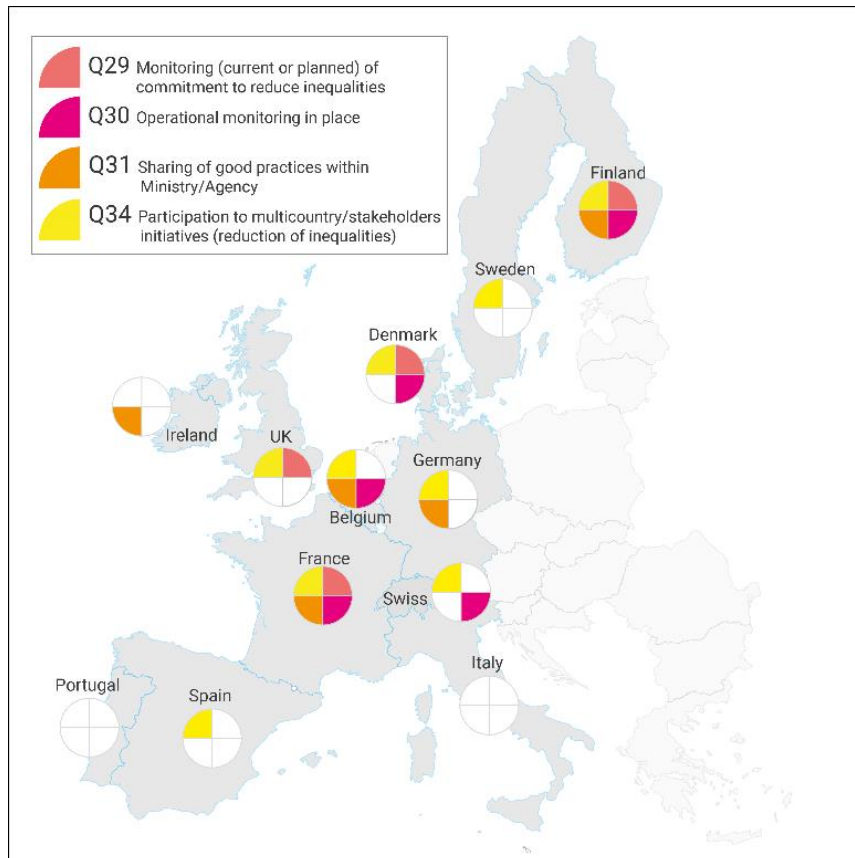 Q29 Monitoring (current or planned) of
commitment to reduce inequalities
Q30 Operational monitoring in place
Q31 Sharing of good practices within
Ministry/Agency
Q34 Participation to multicountry/stakeholders
initiatives (reduction of inequalities)
Finland
Sweden
Denmark
Ireland
UK
Germany
Belgium
France
Swiss
Italy
Portugal
Spain